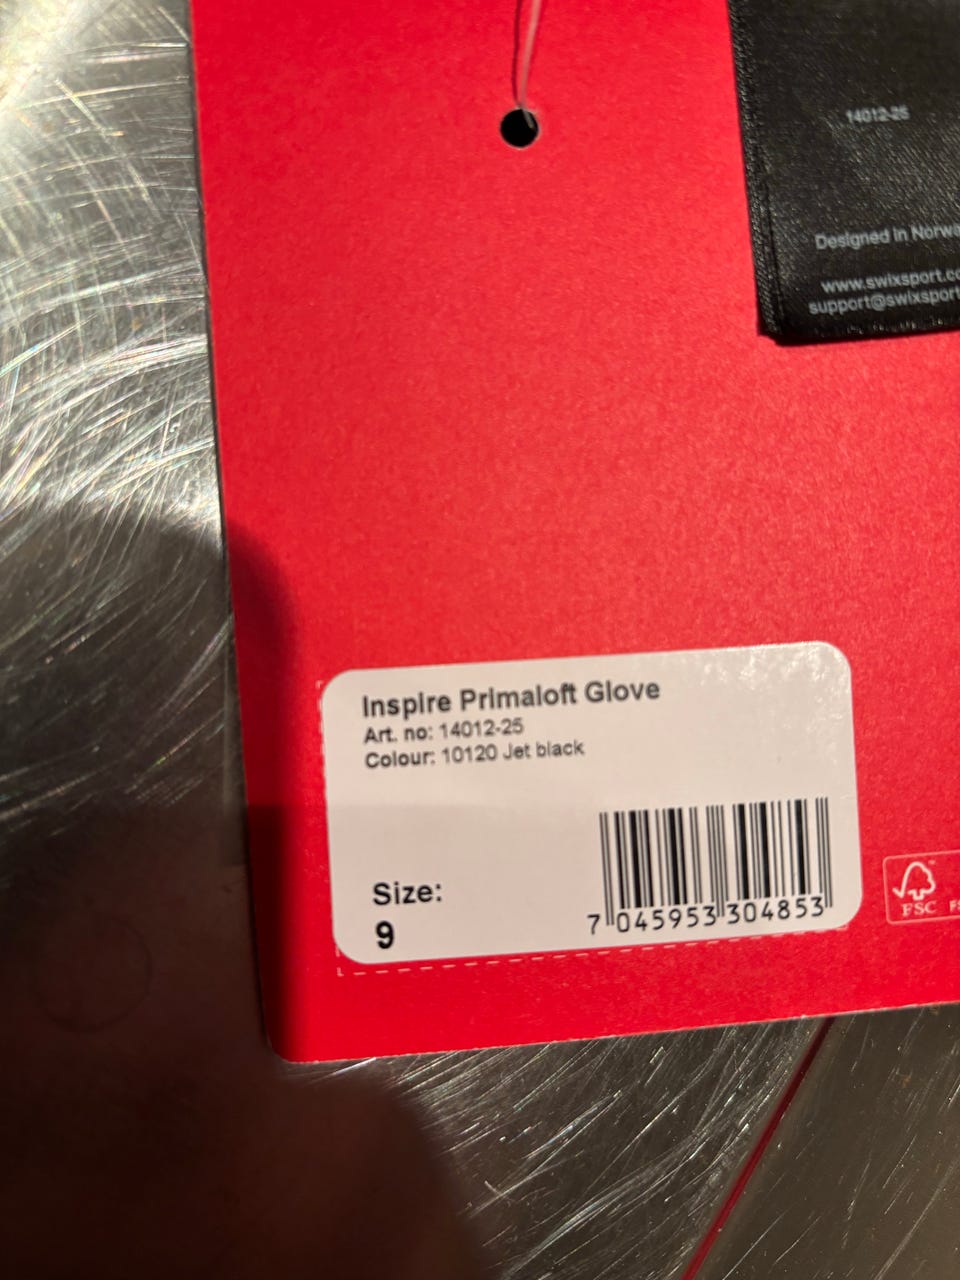 14012-25
Designed in Norwa
www.swixsport.co
support@swixsport
Inspire Primaloft Glove
Art. no: 14012-25
Colour: 10120 Jet black
Size:
9
7 045953 304853
FSC
FS